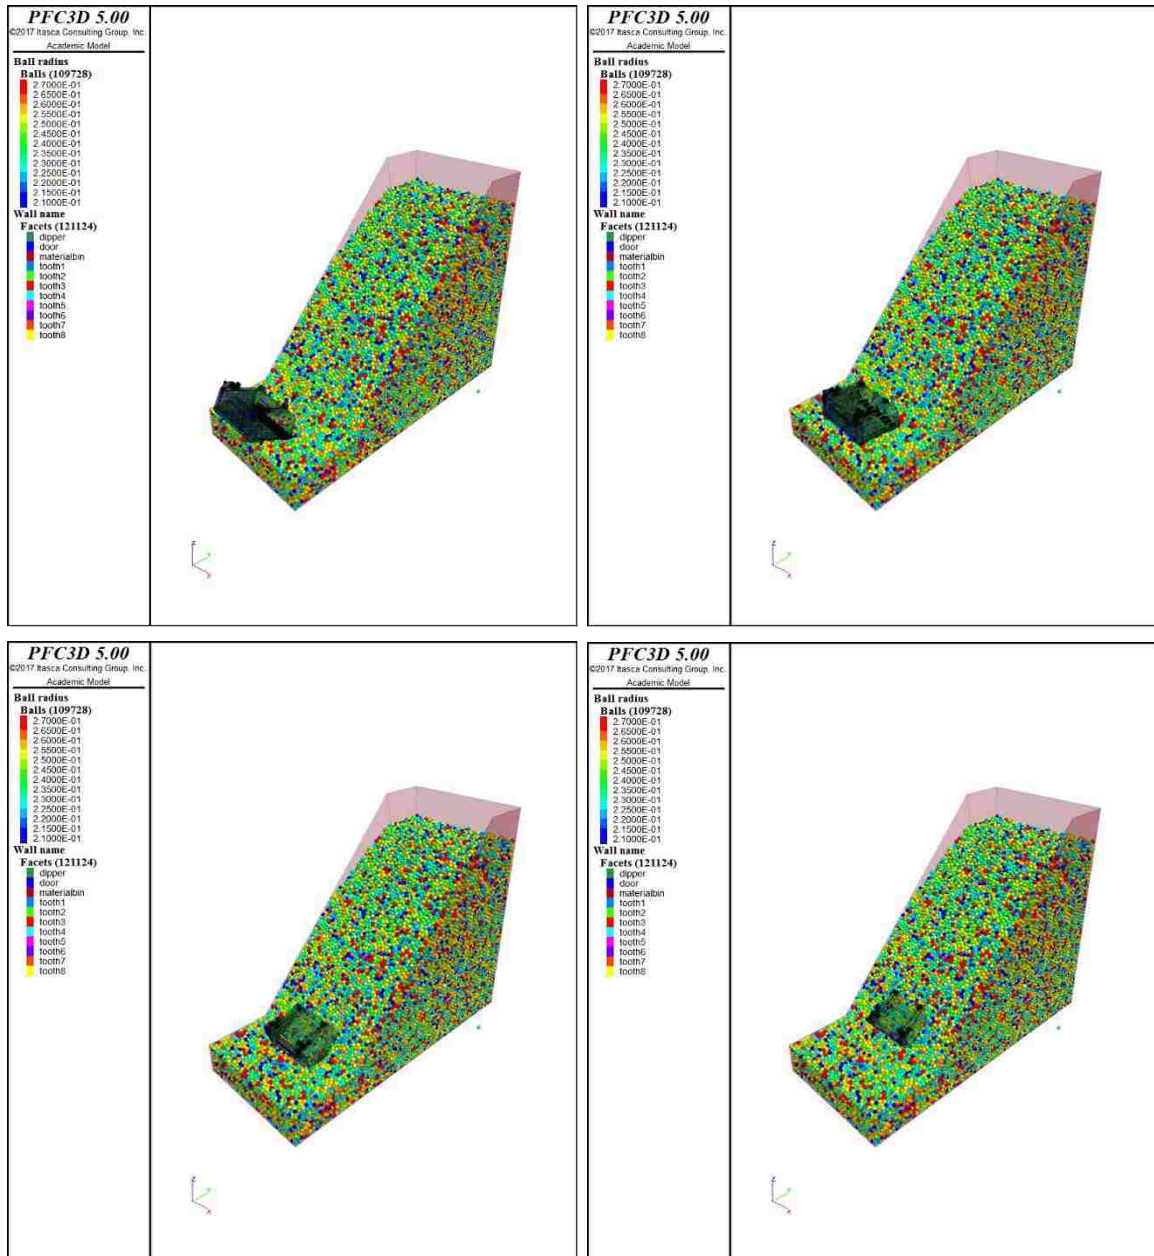 PFC3D 5.00
©2017 Itasca Consulting Group, Inc.
Academic Model
Ball radius
Balls (109728)
2.7000E-01
2.6500E-01
2.6000E-01
2.5500E-01
2.5000E-01
2.4500E-01
2.4000E-01
2.3500E-01
2.3000E-01
2.2500E-01
2.2000E-01
2.1500E-01
2.1000E-01
Wall name
Facets (121124)
dipper
door
materialbin
tooth1
tooth2
tooth3
tooth4
tooth5
tooth6
tooth7
tooth8
Z
Y
X
PFC3D 5.00
©2017 Itasca Consulting Group, Inc.
Academic Model
Ball radius
Balls (109728)
2.7000E-01
2.6500E-01
2.6000E-01
2.5500E-01
2.5000E-01
2.4500E-01
2.4000E-01
2.3500E-01
2.3000E-01
2.2500E-01
2.2000E-01
2.1500E-01
2.1000E-01
Wall name
Facets (121124)
dipper
door
materialbin
tooth1
tooth2
tooth3
tooth4
tooth5
tooth6
tooth7
tooth8
Z
Y
X
PFC3D 5.00
©2017 Itasca Consulting Group, Inc.
Academic Model
Ball radius
Balls (109728)
2.7000E-01
2.6500E-01
2.6000E-01
2.5500E-01
2.5000E-01
2.4500E-01
2.4000E-01
2.3500E-01
2.3000E-01
2.2500E-01
2.2000E-01
2.1500E-01
2.1000E-01
Wall name
Facets (121124)
dipper
door
materialbin
tooth1
tooth2
tooth3
tooth4
tooth5
tooth6
tooth7
tooth8
Z
Y
X
PFC3D 5.00
©2017 Itasca Consulting Group, Inc.
Academic Model
Ball radius
Balls (109728)
2.7000E-01
2.6500E-01
2.6000E-01
2.5500E-01
2.5000E-01
2.4500E-01
2.4000E-01
2.3500E-01
2.3000E-01
2.2500E-01
2.2000E-01
2.1500E-01
2.1000E-01
Wall name
Facets (121124)
dipper
door
materialbin
tooth1
tooth2
tooth3
tooth4
tooth5
tooth6
tooth7
tooth8
Z
Y
X